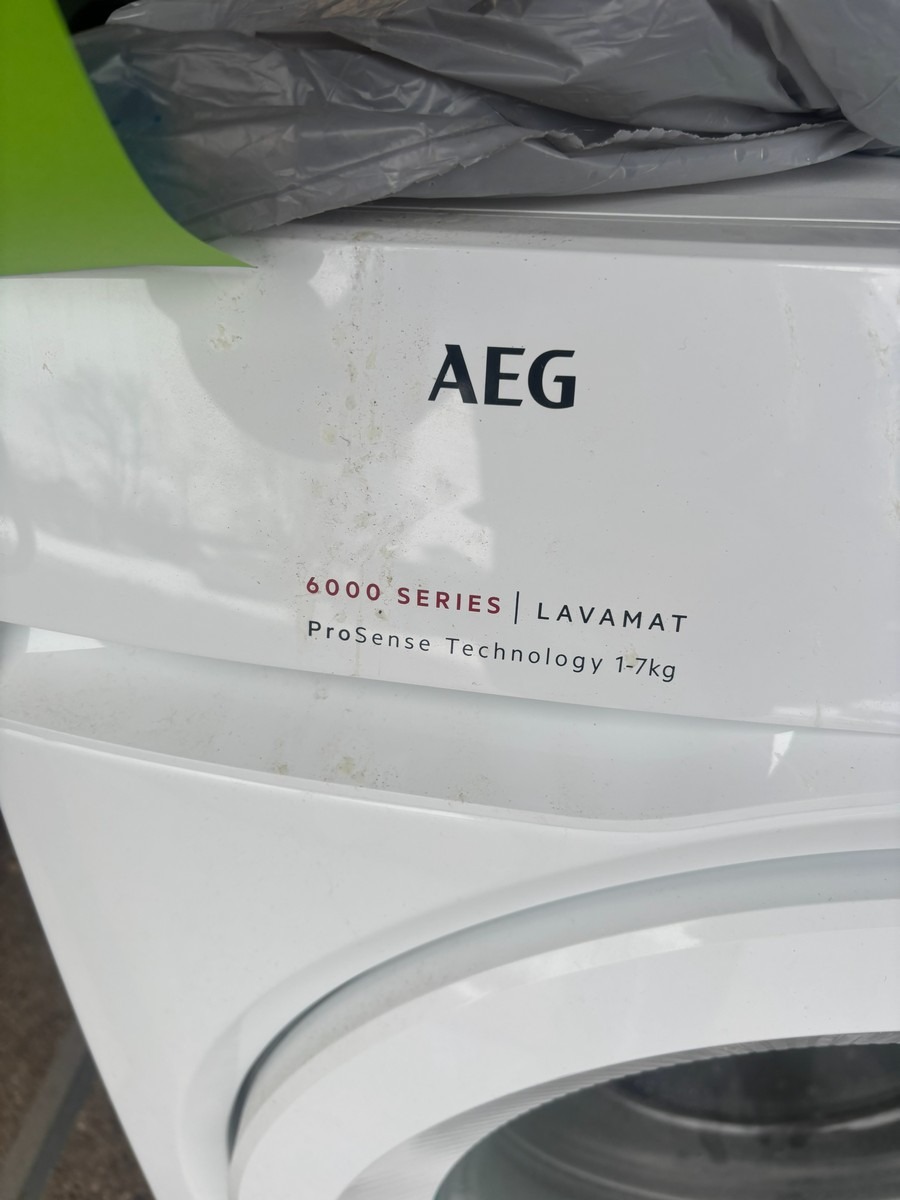 AEG
6000 SERIES | LAVAMAT
ProSense Technology 1-7kg